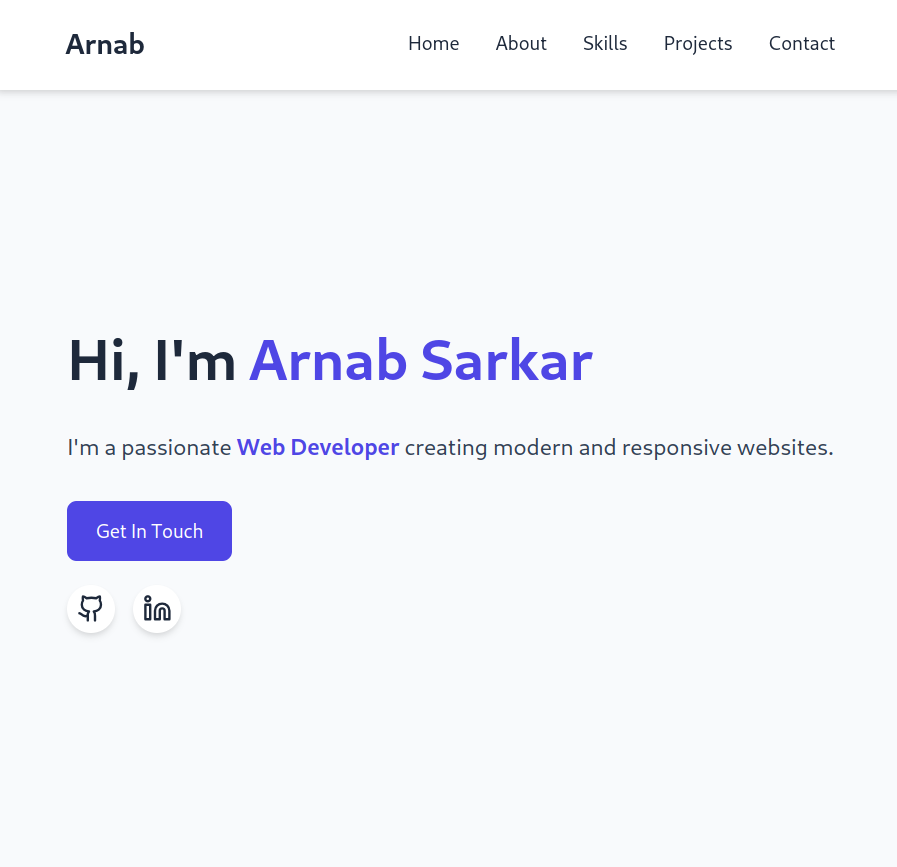 Arnab
Home About Skills Projects Contact
Hi, I'm Arnab Sarkar
I'm a passionate Web Developer creating modern and responsive websites.
Get In Touch
in